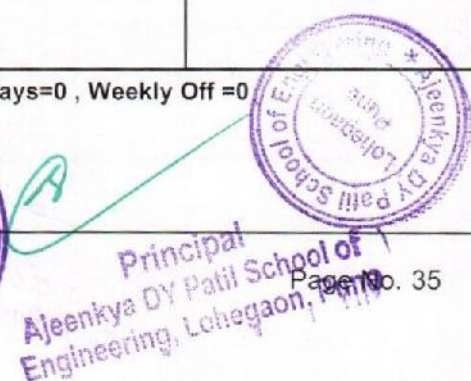 ays=0 , Weekly Off =0
Ajeenkya DY Patil School of Engineering *
Lohegaon
Pune
Principal
Ajeenkya DY Patil School of
Engineering, Lohegaon, Pune
Page No. 35